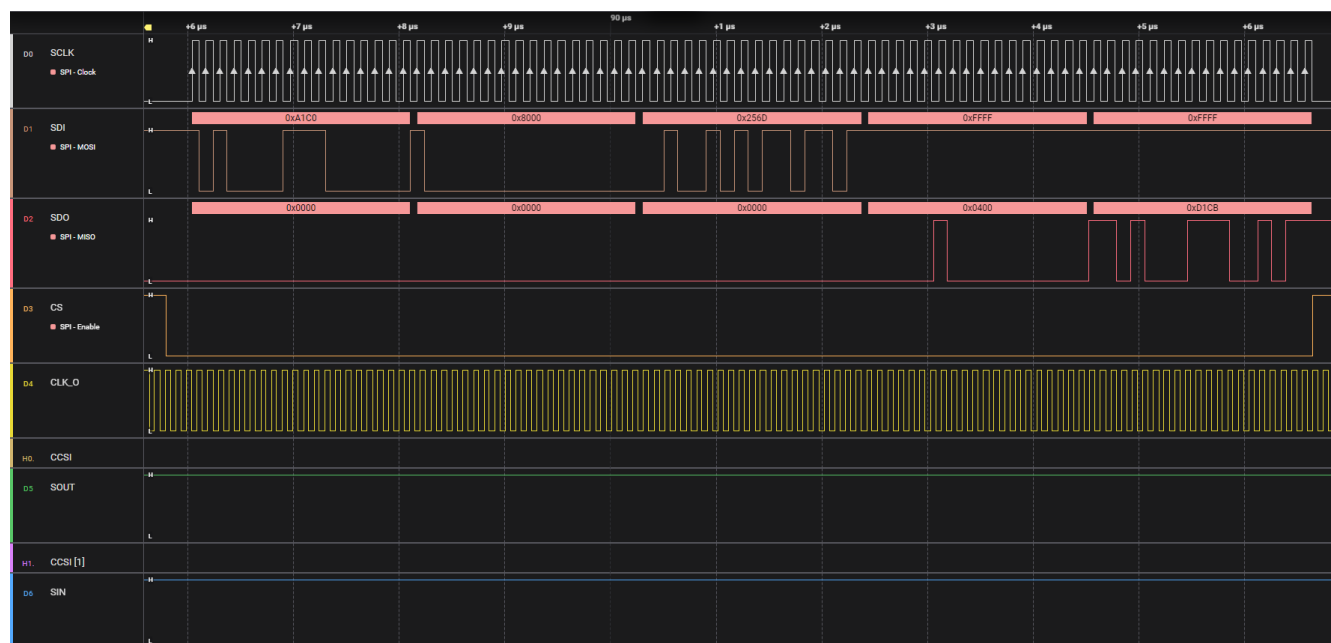 90 µs
+6 µs +7 µs +8 µs +9 µs +1 µs +2 µs +3 µs +4 µs +5 µs +6 µs
D0 SCLK H
SPI - Clock
L
0xA1C0 0x8000 0x256D 0xFFFF 0xFFFF
D1 SDI H
SPI - MOSI
L
0x0000 0x0000 0x0000 0x0400 0xD1CB
D2 SDO H
SPI - MISO
L
D3 CS H
SPI - Enable
L
D4 CLK_O H
L
H0. CCSI
D5 SOUT H
L
H1. CCSI [1]
D6 SIN H
L